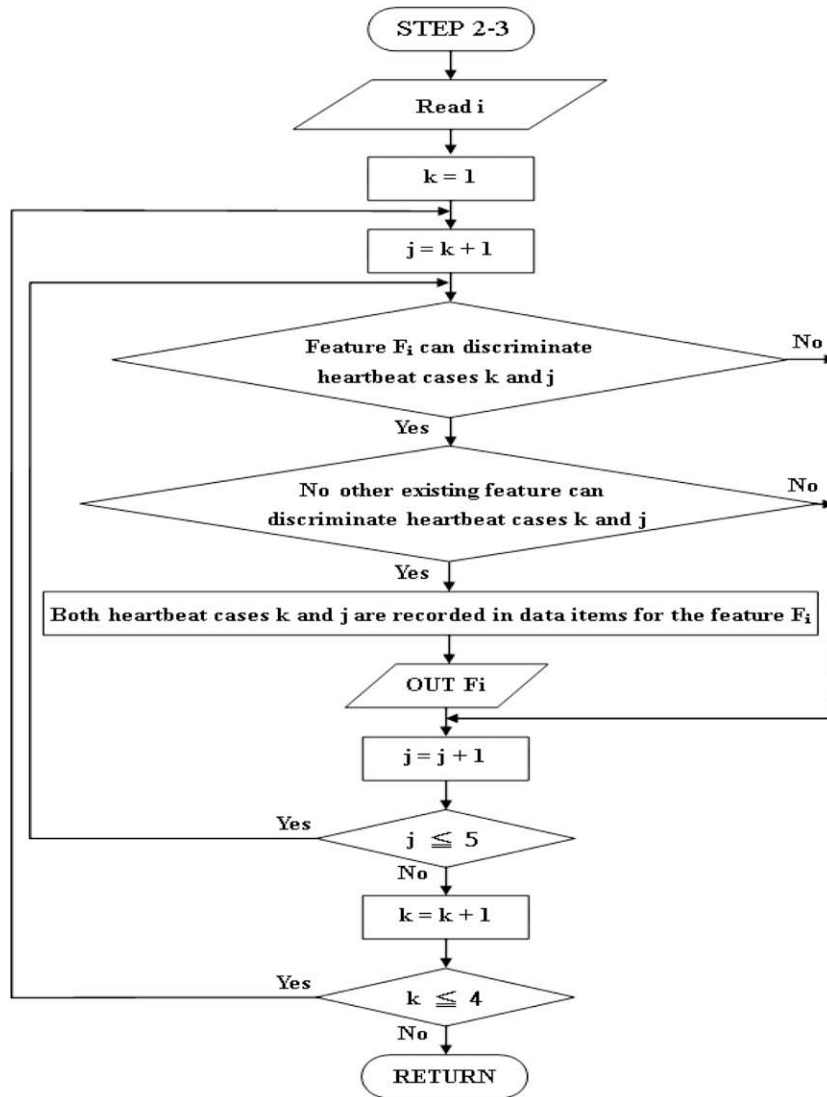 STEP 2-3
Read i
k = 1
j = k + 1
Feature Fi can discriminate
heartbeat cases k and j
No
Yes
No other existing feature can
discriminate heartbeat cases k and j
No
Yes
Both heartbeat cases k and j are recorded in data items for the feature Fi
OUT Fi
j = j + 1
Yes
j ≦ 5
No
k = k + 1
Yes
k ≦ 4
No
RETURN